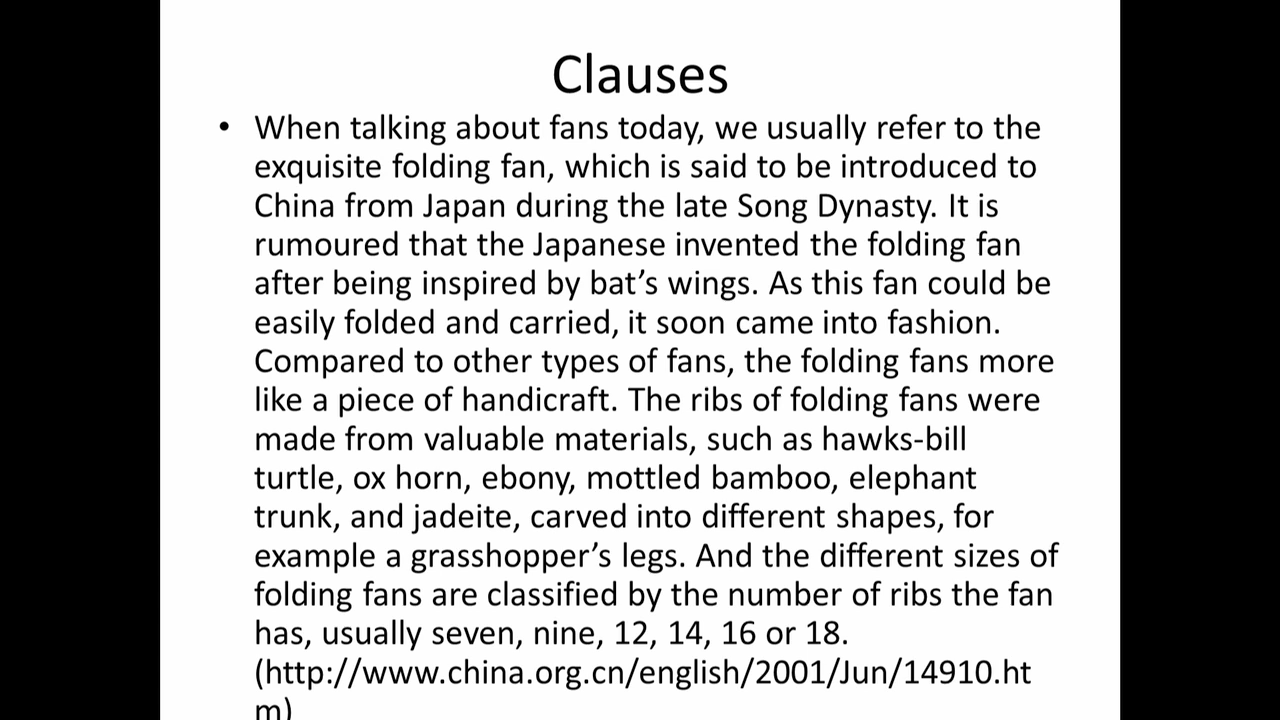 Clauses
• When talking about fans today, we usually refer to the
exquisite folding fan, which is said to be introduced to
China from Japan during the late Song Dynasty. It is
rumoured that the Japanese invented the folding fan
after being inspired by bat’s wings. As this fan could be
easily folded and carried, it soon came into fashion.
Compared to other types of fans, the folding fans more
like a piece of handicraft. The ribs of folding fans were
made from valuable materials, such as hawks-bill
turtle, ox horn, ebony, mottled bamboo, elephant
trunk, and jadeite, carved into different shapes, for
example a grasshopper’s legs. And the different sizes of
folding fans are classified by the number of ribs the fan
has, usually seven, nine, 12, 14, 16 or 18.
(http://www.china.org.cn/english/2001/Jun/14910.ht
m)